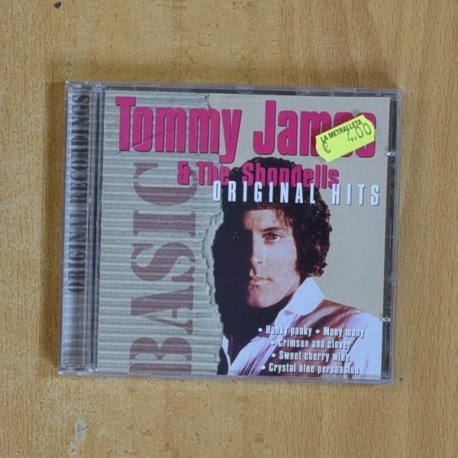 ORIGINAL RECORDINGS
BASIC
Tommy James
& The Shondells
ORIGINAL HITS
LA METRALLETA
€ 4,00
• Hanky panky • Mony mony
• Crimson and clover
• Sweet cherry wine
• Crystal blue persuasion